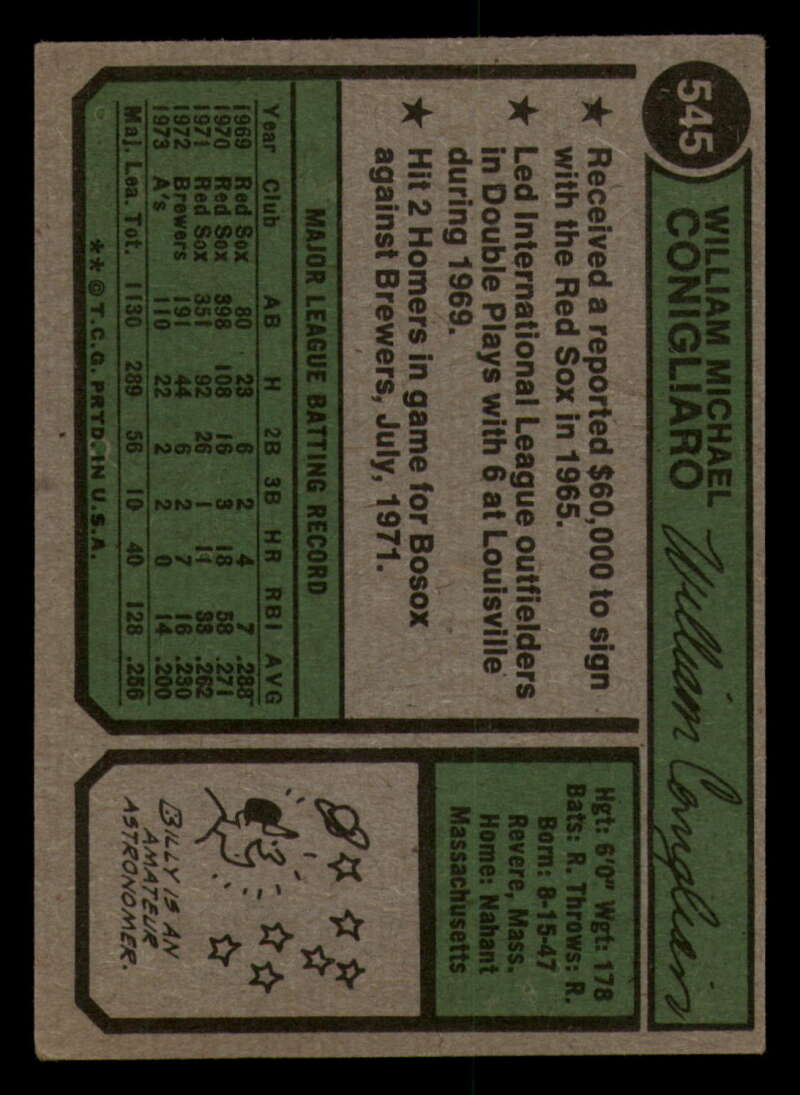 545
WILLIAM MICHAEL
CONIGLIARO
William Conigliaro
★ Received a reported $60,000 to sign
with the Red Sox in 1965.
★ Led International League outfielders
in Double Plays with 6 at Louisville
during 1969.
★ Hit 2 Homers in game for Bosox
against Brewers, July, 1971.
MAJOR LEAGUE BATTING RECORD
Year Club AB H 2B 3B HR RBI AVG
1969 Red Sox 80 23 6 2 4 7 .288
1970 Red Sox 398 108 16 3 18 58 .271
1971 Red Sox 351 92 26 1 11 33 .262
1972 Brewers 191 44 6 2 7 16 .230
1973 A's 110 22 2 2 0 14 .200
Maj. Lea. Tot. 1130 289 56 10 40 128 .256
** © T.C.G. PRTD. IN U.S.A.
Hgt: 6'0" Wgt: 178
Bats: R. Throws: R.
Born: 8-15-47
Revere, Mass.
Home: Nahant
Massachusetts
BILLY IS AN
AMATEUR
ASTRONOMER.